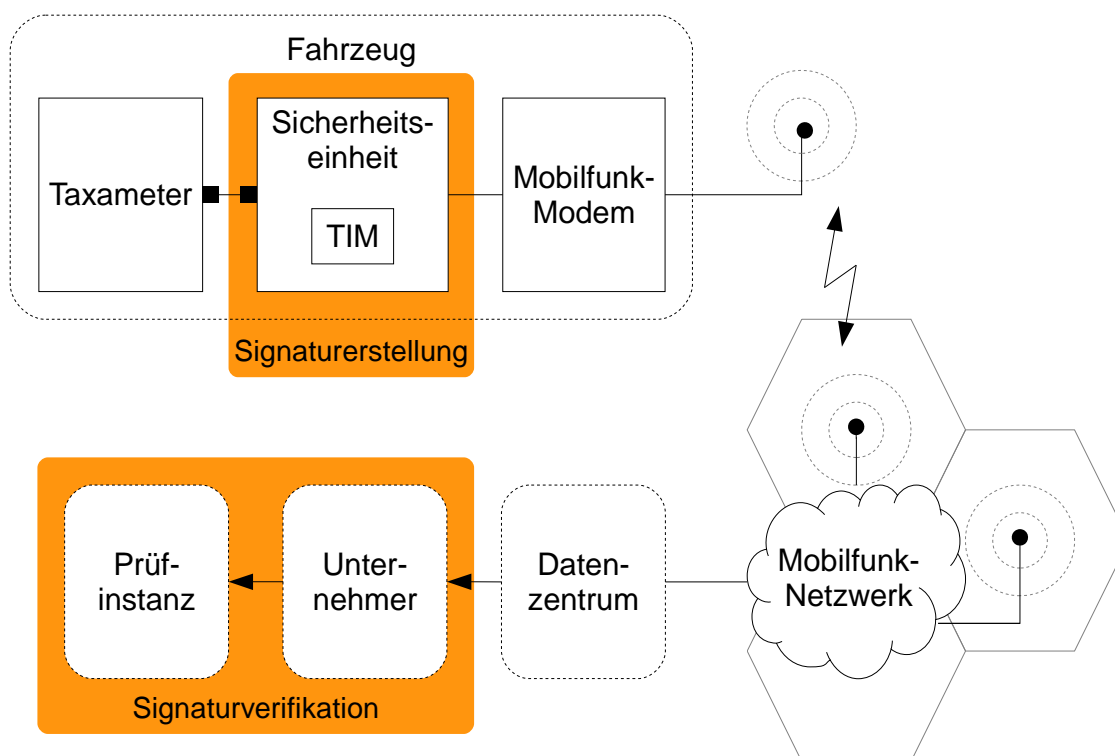 Fahrzeug
Taxameter
Sicherheits-
einheit
TIM
Mobilfunk-
Modem
Signaturerstellung
Prüf-
instanz
Unter-
nehmer
Daten-
zentrum
Mobilfunk-
Netzwerk
Signaturverifikation